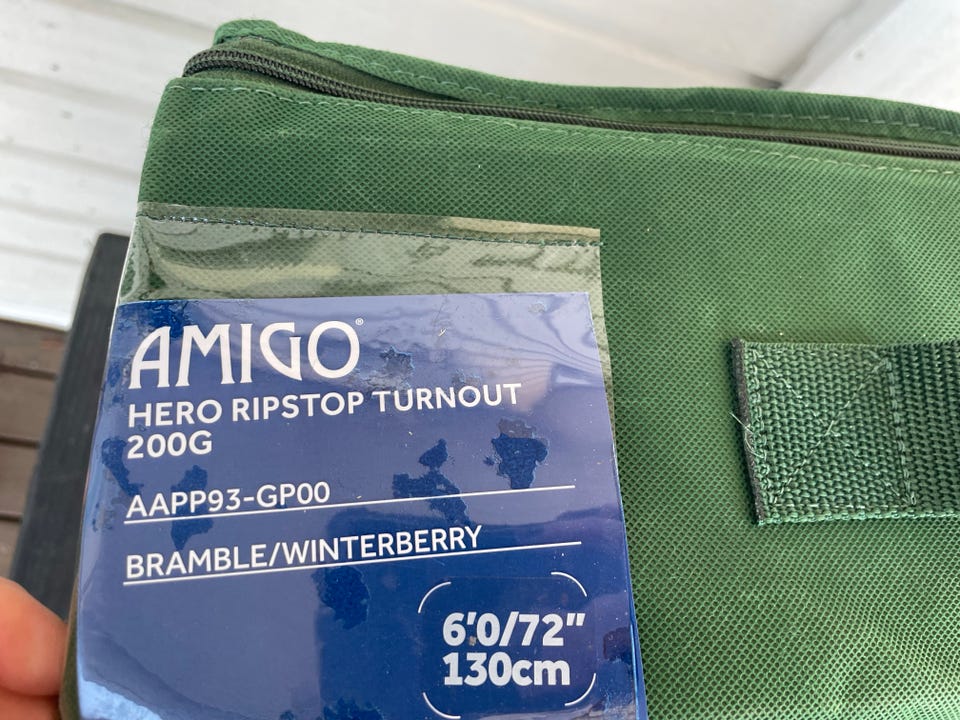 AMIGO®
HERO RIPSTOP TURNOUT
200G
AAPP93-GP00
BRAMBLE/WINTERBERRY
6'0/72"
130cm